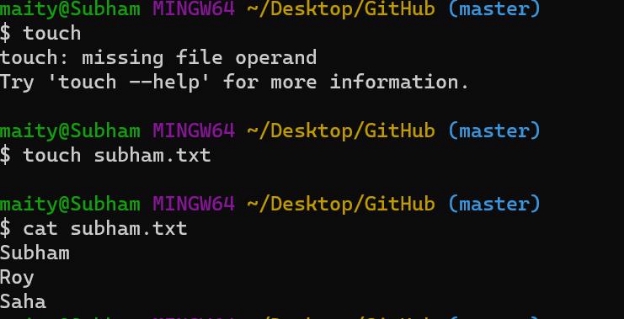 maity@Subham MINGW64 ~/Desktop/GitHub (master)
$ touch
touch: missing file operand
Try 'touch --help' for more information.
maity@Subham MINGW64 ~/Desktop/GitHub (master)
$ touch subham.txt
maity@Subham MINGW64 ~/Desktop/GitHub (master)
$ cat subham.txt
Subham
Roy
Saha